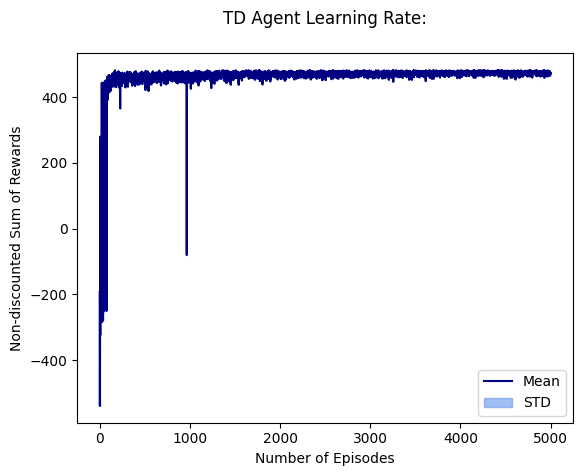 TD Agent Learning Rate:
Non-discounted Sum of Rewards
400
200
0
−200
−400
0 1000 2000 3000 4000 5000
Number of Episodes
Mean
STD